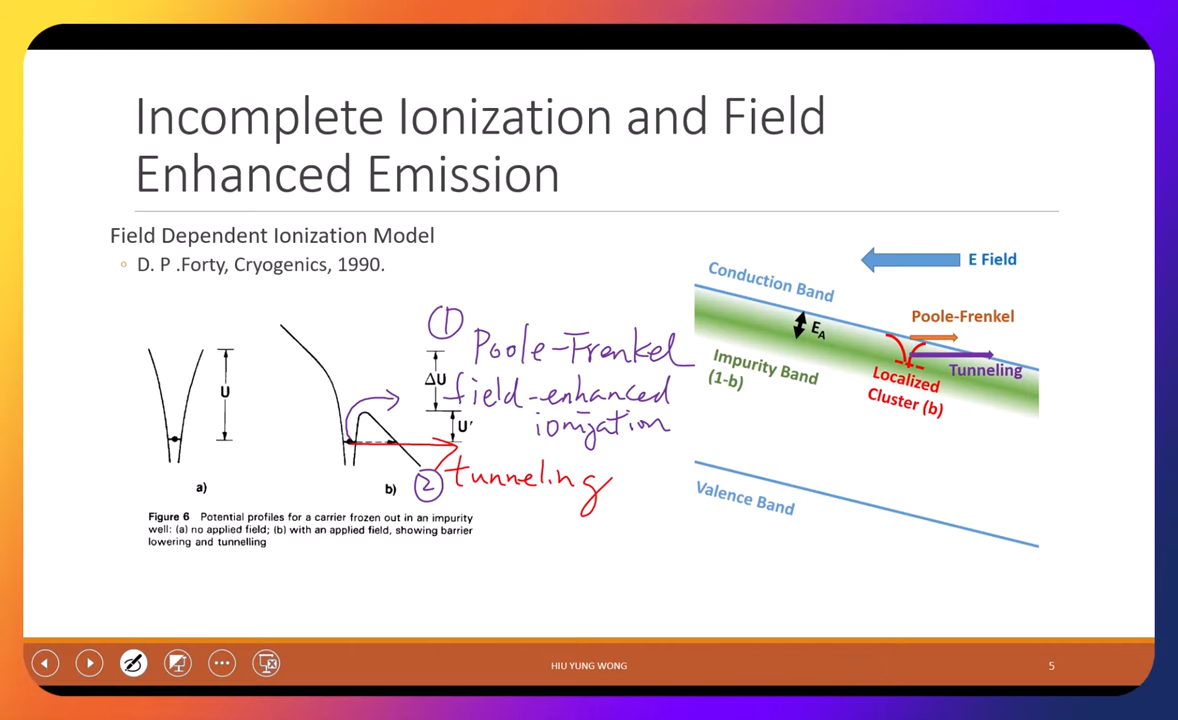 Incomplete Ionization and Field
Enhanced Emission
Field Dependent Ionization Model
D. P .Forty, Cryogenics, 1990.
U
a)
ΔU
U'
b)
① Poole-Frenkel
field-enhanced
ionization
② tunneling
Figure 6 Potential profiles for a carrier frozen out in an impurity
well: (a) no applied field; (b) with an applied field, showing barrier
lowering and tunnelling
E Field
Conduction Band
Poole-Frenkel
EA
Tunneling
Impurity Band
(1-b)
Localized
Cluster (b)
Valence Band
HIU YUNG WONG
5